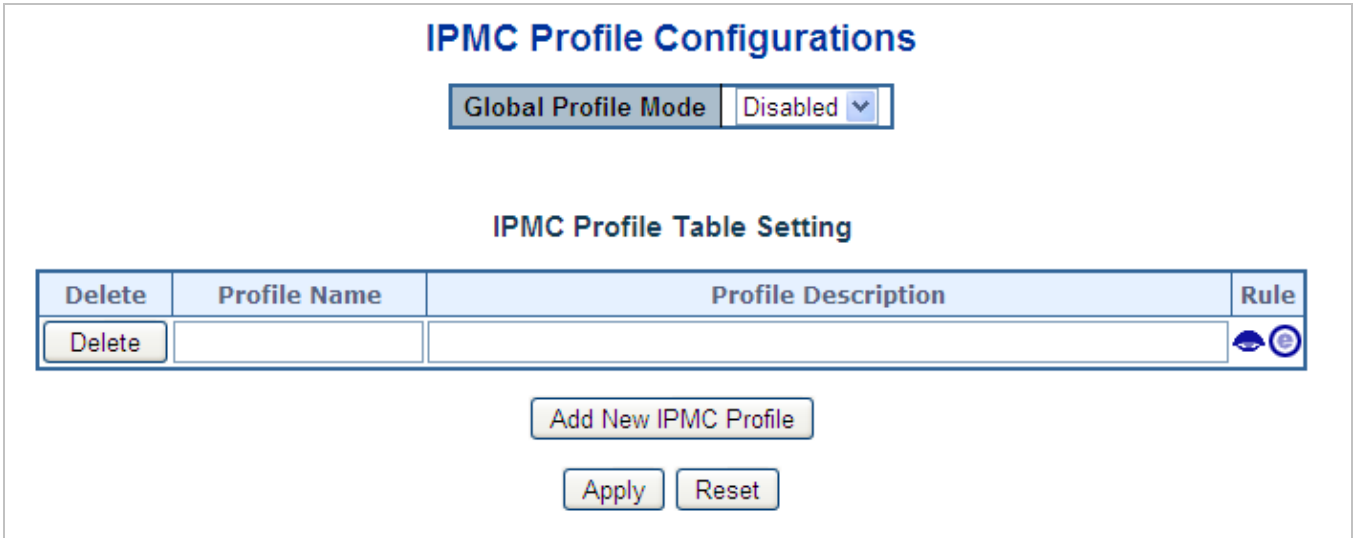 IPMC Profile Configurations
Global Profile Mode Disabled
IPMC Profile Table Setting
Delete Profile Name Profile Description Rule
Delete e
Add New IPMC Profile
Apply Reset